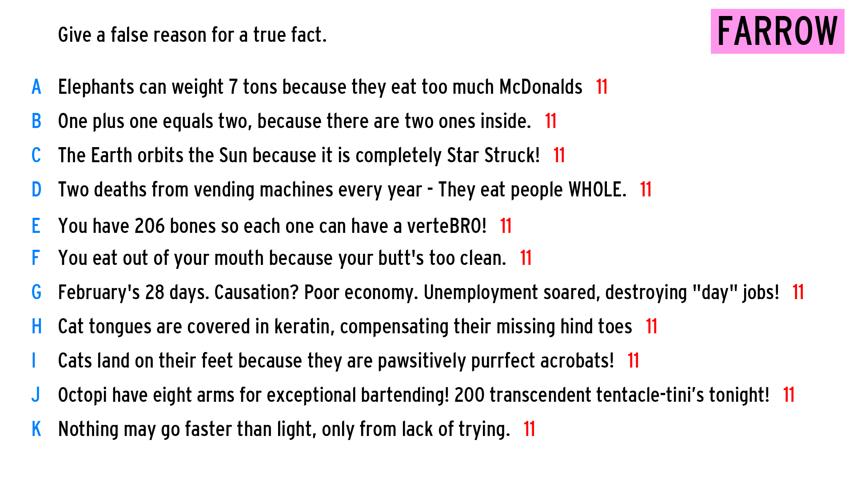 Give a false reason for a true fact.
FARROW
A Elephants can weight 7 tons because they eat too much McDonalds 11
B One plus one equals two, because there are two ones inside. 11
C The Earth orbits the Sun because it is completely Star Struck! 11
D Two deaths from vending machines every year - They eat people WHOLE. 11
E You have 206 bones so each one can have a verteBRO! 11
F You eat out of your mouth because your butt's too clean. 11
G February's 28 days. Causation? Poor economy. Unemployment soared, destroying "day" jobs! 11
H Cat tongues are covered in keratin, compensating their missing hind toes 11
I Cats land on their feet because they are pawsitively purrfect acrobats! 11
J Octopi have eight arms for exceptional bartending! 200 transcendent tentacle-tini’s tonight! 11
K Nothing may go faster than light, only from lack of trying. 11